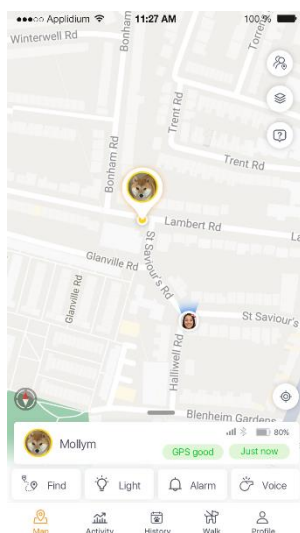 Applidium 11:27 AM 100 %
Winterwell Rd
Bonham
Torren
Bonham Rd
Trent Rd
Trent Rd
Lambert Rd
La
Glanville Rd
St Saviour's Rd
Glanville Rd
St Saviour's
Halliwell Rd
Blenheim Gardens
80%
Mollym
GPS good
Just now
Find Light Alarm Voice
Map Activity History Walk Profile